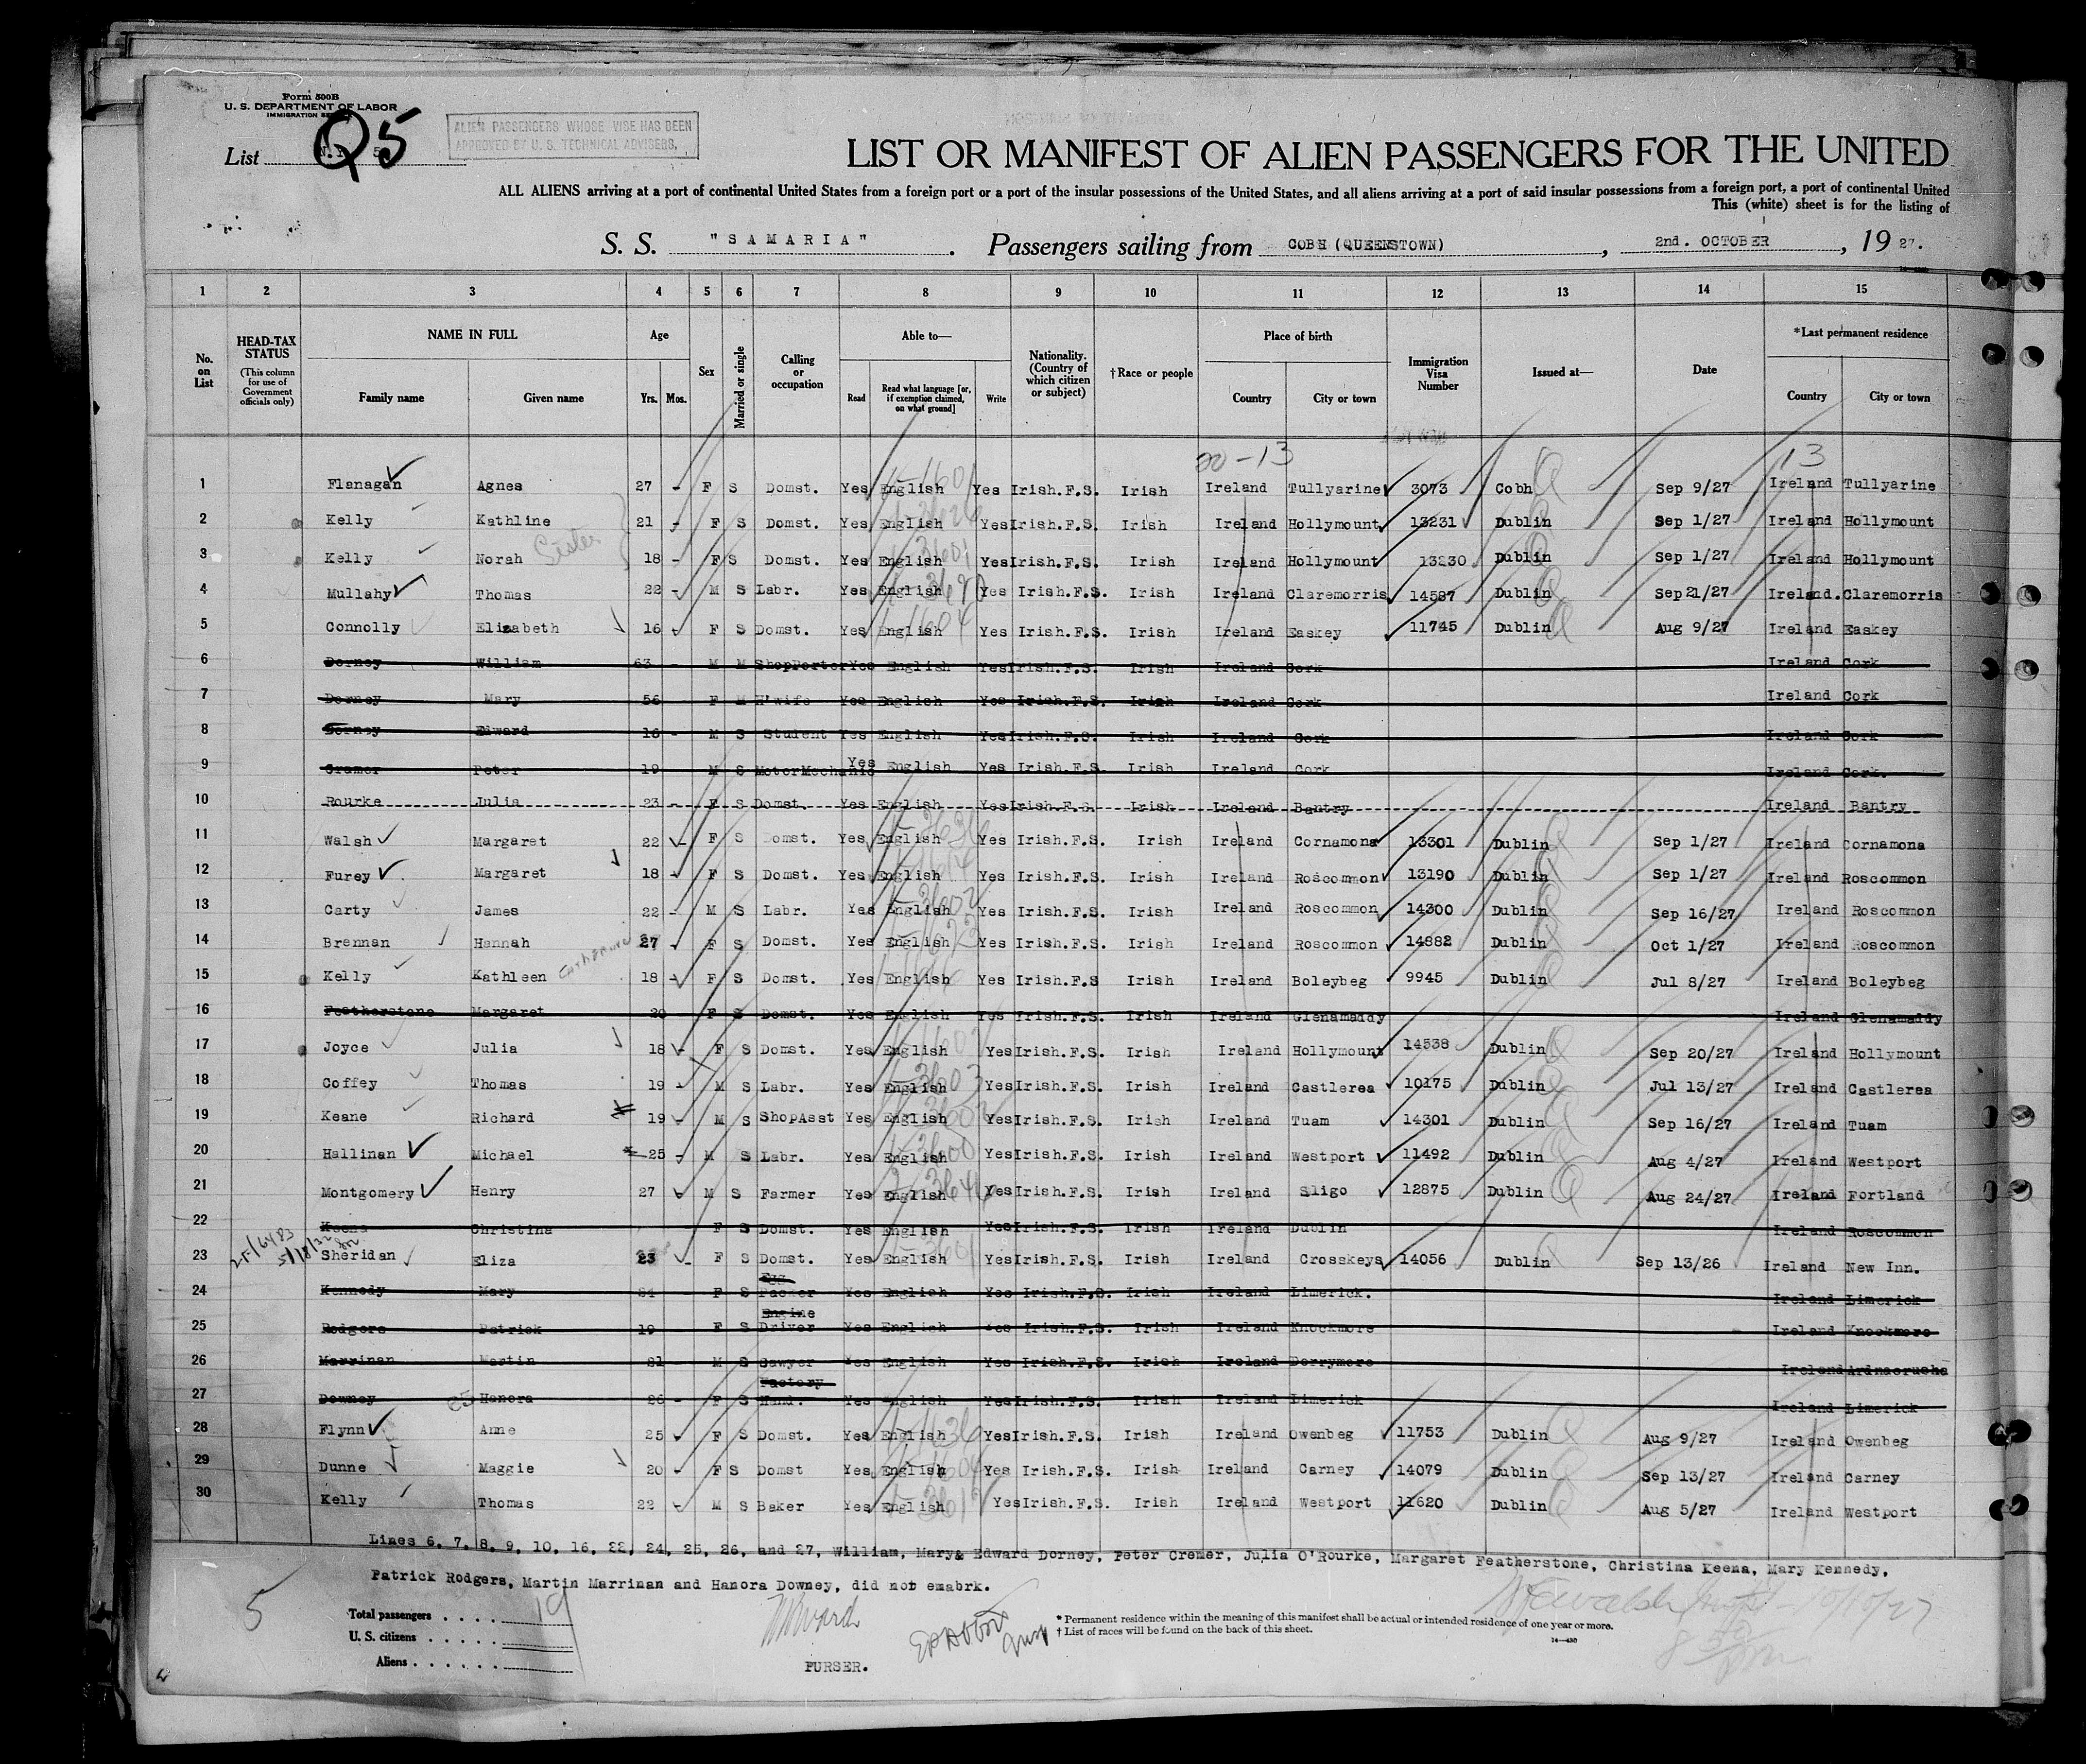 Form 500B
U. S. DEPARTMENT OF LABOR
IMMIGRATION
List Q5
ALIEN PASSENGERS WHOSE VISE HAS BEEN
APPROVED BY U. S. TECHNICAL ADVISERS,
LIST OR MANIFEST OF ALIEN PASSENGERS FOR THE UNITED
ALL ALIENS arriving at a port of continental United States from a foreign port or a port of the insular possessions of the United States, and all aliens arriving at a port of said insular possessions from a foreign port, a port of continental United
This (white) sheet is for the listing of
S. S. "SAMARIA". Passengers sailing from COBH (QUEENSTOWN), 2nd. OCTOBER, 1927.
1 2 3 4 5 6 7 8 9 10 11 12 13 14 15
No. on List
HEAD-TAX STATUS (This column for use of Government officials only)
NAME IN FULL
Family name Given name
Age
Yrs. Mos.
Sex
Married or single
Calling or occupation
Able to—
Read Read what language [or, if exemption claimed, on what ground] Write
Nationality. (Country of which citizen or subject)
†Race or people
Place of birth
Country City or town
Immigration Visa Number
Issued at—
Date
*Last permanent residence
Country City or town
20-13 13
1 Flanagan Agnes 27 - F S Domst. Yes English Yes Irish.F.S. Irish Ireland Tullyarine 3073 Cobh Sep 9/27 Ireland Tullyarine
2 Kelly Kathline 21 - F S Domst. Yes English Yes Irish.F.S. Irish Ireland Hollymount 13231 Dublin Sep 1/27 Ireland Hollymount
3 Kelly Norah Sister 18 - F S Domst. Yes English Yes Irish.F.S. Irish Ireland Hollymount 13230 Dublin Sep 1/27 Ireland Hollymount
4 Mullahy Thomas 22 - M S Labr. Yes English Yes Irish.F.S. Irish Ireland Claremorris 14587 Dublin Sep 21/27 Ireland. Claremorris
5 Connolly Elizabeth 16 - F S Domst. Yes English Yes Irish.F.S. Irish Ireland Easkey 11745 Dublin Aug 9/27 Ireland Easkey
6 Dorney William 63 - M M ShopPorter Yes English Yes Irish.F.S. Irish Ireland Cork Ireland Cork
7 Dorney Mary 56 F M H'wife Yes English Yes Irish.F.S. Irish Ireland Cork Ireland Cork
8 Dorney Edward 16 - M S Student Yes English Yes Irish.F.S. Irish Ireland Cork Ireland Cork
9 Cramer Peter 19 M S MotorMechanic Yes English Yes Irish.F.S. Irish Ireland Cork Ireland Cork.
10 Rourke Julia 23 - F S Domst. Yes English Yes Irish.F.S. Irish Ireland Bantry Ireland Bantry
11 Walsh Margaret 22 - F S Domst. Yes English Yes Irish.F.S. Irish Ireland Cornamona 13301 Dublin Sep 1/27 Ireland Cornamona
12 Furey Margaret 18 - F S Domst. Yes English Yes Irish.F.S. Irish Ireland Roscommon 13190 Dublin Sep 1/27 Ireland Roscommon
13 Carty James 22 - M S Labr. Yes English Yes Irish.F.S. Irish Ireland Roscommon 14300 Dublin Sep 16/27 Ireland Roscommon
14 Brennan Hannah 27 - F S Domst. Yes English Yes Irish.F.S. Irish Ireland Roscommon 14882 Dublin Oct 1/27 Ireland Roscommon
15 Kelly Kathleen Catherine 18 - F S Domst. Yes English Yes Irish.F.S Irish Ireland Boleybeg 9945 Dublin Jul 8/27 Ireland Boleybeg
16 Featherstone Margaret 20 F S Domst. Yes English Yes Irish.F.S. Irish Ireland Glenamaddy Ireland Glenamaddy
17 Joyce Julia 18 - F S Domst. Yes English Yes Irish.F.S. Irish Ireland Hollymount 14538 Dublin Sep 20/27 Ireland Hollymount
18 Coffey Thomas 19 - M S Labr. Yes English Yes Irish.F.S. Irish Ireland Castlerea 10175 Dublin Jul 13/27 Ireland Castlerea
19 Keane Richard 19 - M S ShopAsst Yes English Yes Irish.F.S. Irish Ireland Tuam 14301 Dublin Sep 16/27 Ireland Tuam
20 Hallinan Michael 25 - M S Labr. Yes English Yes Irish.F.S. Irish Ireland Westport 11492 Dublin Aug 4/27 Ireland Westport
21 Montgomery Henry 27 - M S Farmer Yes English Yes Irish.F.S. Irish Ireland Sligo 12875 Dublin Aug 24/27 Ireland Fortland
22 Keena Christina F S Domst. Yes English Yes Irish.F.S. Irish Ireland Dublin Ireland Roscommon
23 Sheridan Eliza 23 - F S Domst. Yes English Yes Irish.F.S. Irish Ireland Crosskeys 14056 Dublin Sep 13/26 Ireland New Inn.
24 Kennedy Mary F S Egg Packer Yes English Yes Irish.F.S. Irish Ireland Limerick. Ireland Limerick
25 Rodgers Patrick 19 F S Engine Driver Yes English Yes Irish.F.S. Irish Ireland Knockmore Ireland Knockmore
26 Marrinan Martin 21 M S Sawyer Yes English Yes Irish.F.S. Irish Ireland Derrymore Ireland Ardnacrusha
27 Downey Hanora 26 - F S Factory Hand. Yes English Yes Irish.F.S. Irish Ireland Limerick Ireland Limerick
28 Flynn Anne 25 - F S Domst. Yes English Yes Irish.F.S. Irish Ireland Owenbeg 11753 Dublin Aug 9/27 Ireland Owenbeg
29 Dunne Maggie 20 - F S Domst Yes English Yes Irish.F.S. Irish Ireland Carney 14079 Dublin Sep 13/27 Ireland Carney
30 Kelly Thomas 22 - M S Baker Yes English Yes Irish.F.S. Irish Ireland Westport 11620 Dublin Aug 5/27 Ireland Westport
Lines 6, 7, 8, 9, 10, 16, 22, 24, 25, 26, and 27, William, Mary& Edward Dorney, Peter Cremer, Julia O'Rourke, Margaret Featherstone, Christina Keena, Mary Kennedy,
Patrick Rodgers, Martin Marrinan and Hanora Downey, did not emabrk.
5
Total passengers . . . . 19
U. S. citizens . . . . .
Aliens . . . . . .
PURSER.
* Permanent residence within the meaning of this manifest shall be actual or intended residence of one year or more.
† List of races will be found on the back of this sheet.
14—430